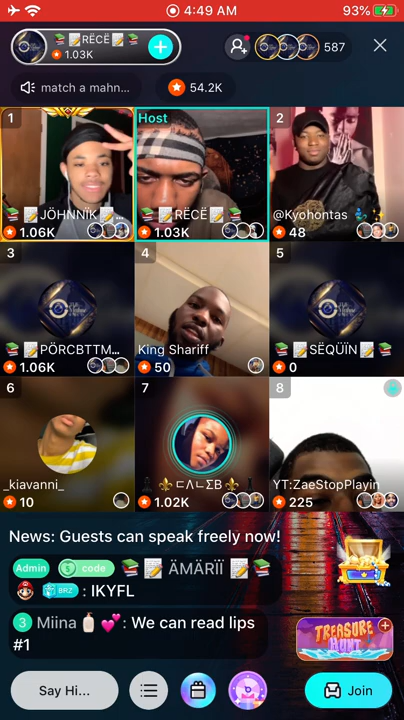 4:49 AM
93%
📚 📝RËCË📝 📚
1.03K
587
match a mahn...
54.2K
1
Host
2
📚 📝JÖHNNÏK📝...
1.06K
📚 📝RËCË📝 📚
1.03K
@Kyohontas 🧞‍♂️ ✨
48
3
4
5
📚 📝PÖRCBTTM...
1.06K
King Shariff
50
📚 📝SËQÜÏN📝 📚
0
6
7
8
_kiavanni_
10
⚜️ㄷΛㄴΣB⚜️
1.02K
YT:ZaeStopPlayin
225
News: Guests can speak freely now!
Admin code 📚 📝 ÄMÄRÏÏ 📝 📚
BRZ : IKYFL
3 Miina🧴💕: We can read lips
#1
TREASURE
HUNT
Say Hi...
Join